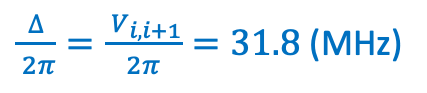 Δ/2π = V_{i,i+1}/2π = 31.8 (MHz)